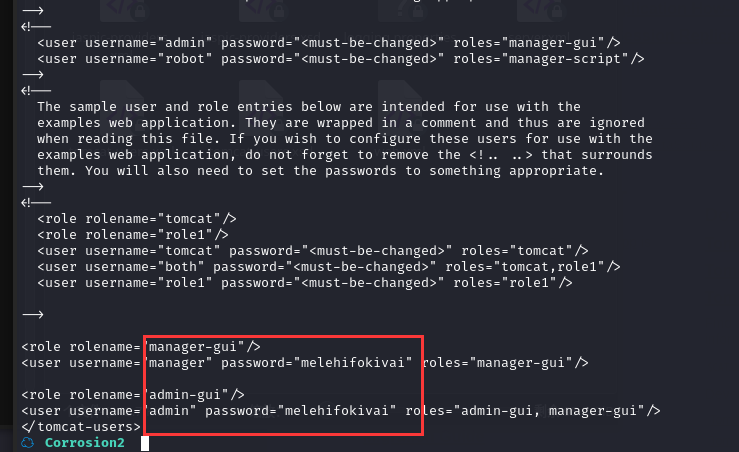 -->
<!--
<user username="admin" password="<must-be-changed>" roles="manager-gui"/>
<user username="robot" password="<must-be-changed>" roles="manager-script"/>
-->
<!--
The sample user and role entries below are intended for use with the
examples web application. They are wrapped in a comment and thus are ignored
when reading this file. If you wish to configure these users for use with the
examples web application, do not forget to remove the <!.. ..> that surrounds
them. You will also need to set the passwords to something appropriate.
-->
<!--
<role rolename="tomcat"/>
<role rolename="role1"/>
<user username="tomcat" password="<must-be-changed>" roles="tomcat"/>
<user username="both" password="<must-be-changed>" roles="tomcat,role1"/>
<user username="role1" password="<must-be-changed>" roles="role1"/>
-->
<role rolename="manager-gui"/>
<user username="manager" password="melehifokivai" roles="manager-gui"/>
<role rolename="admin-gui"/>
<user username="admin" password="melehifokivai" roles="admin-gui, manager-gui"/>
</tomcat-users>
Corrosion2